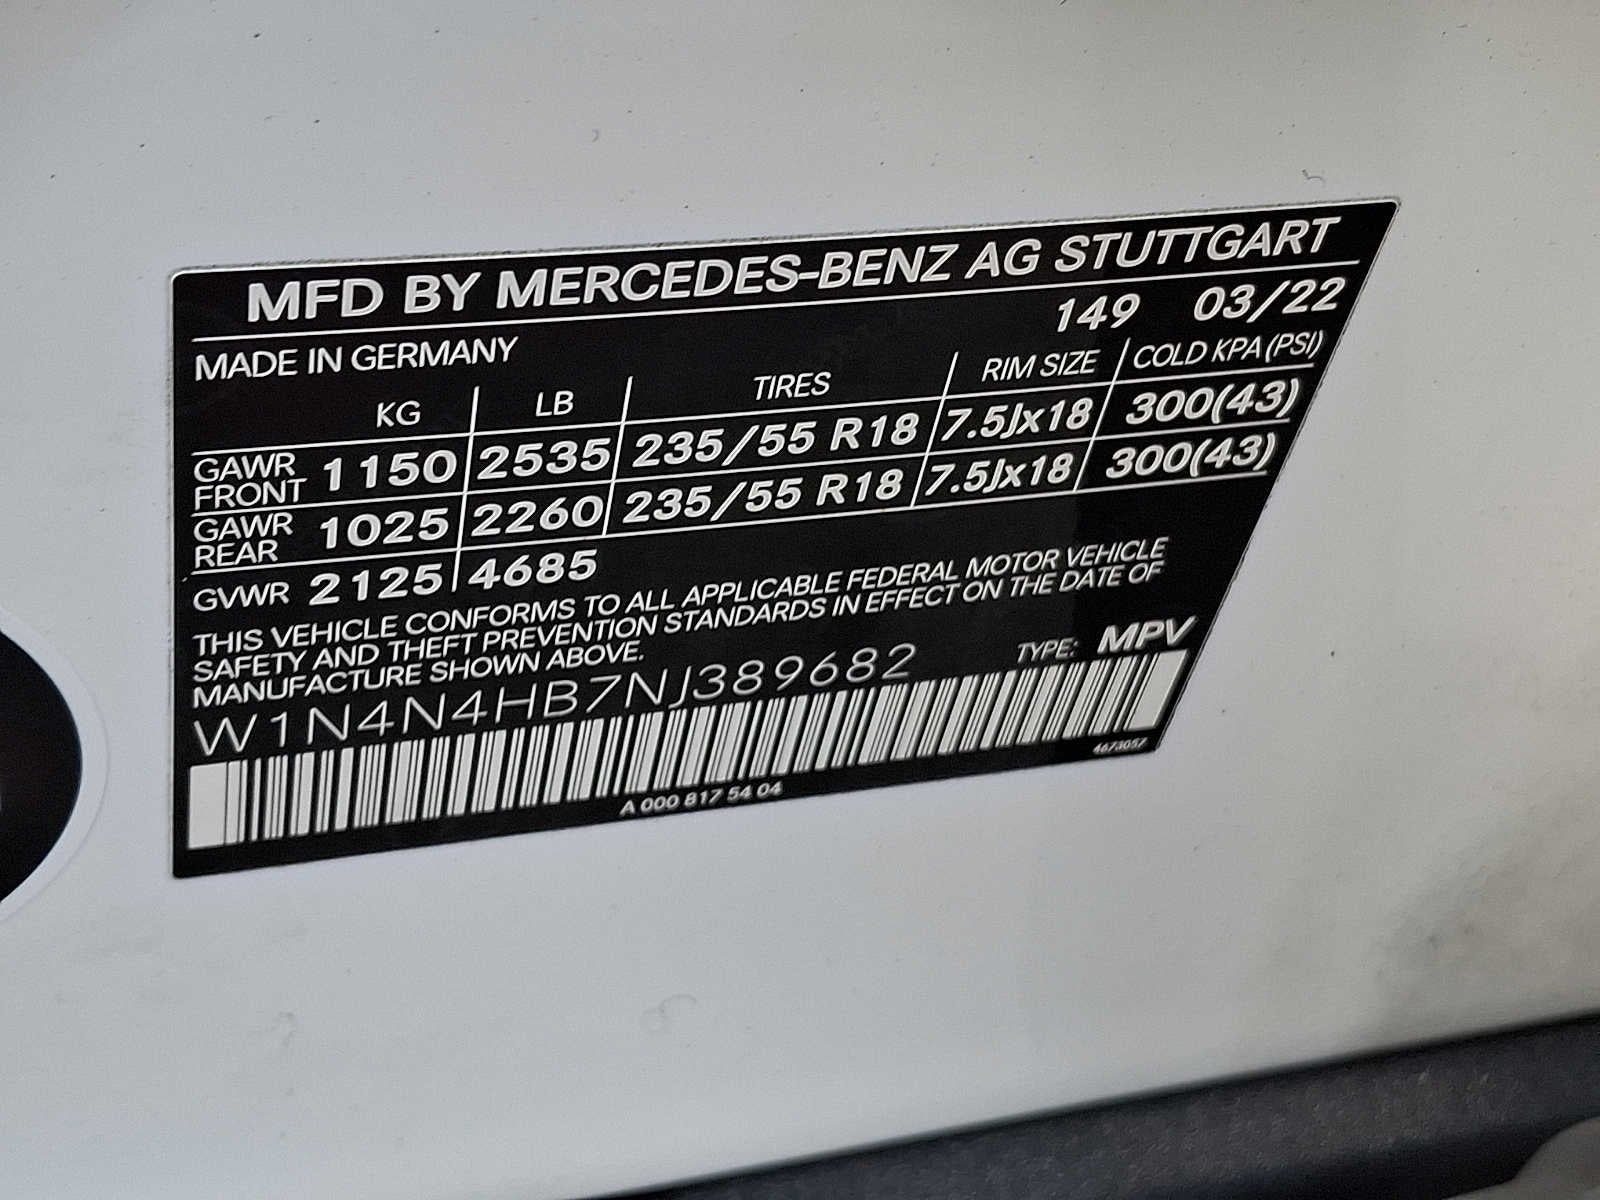 MFD BY MERCEDES-BENZ AG STUTTGART
MADE IN GERMANY 149 03/22
KG LB TIRES RIM SIZE COLD KPA (PSI)
GAWR FRONT 1150 2535 235/55 R18 7.5Jx18 300(43)
GAWR REAR 1025 2260 235/55 R18 7.5Jx18 300(43)
GVWR 2125 4685
THIS VEHICLE CONFORMS TO ALL APPLICABLE FEDERAL MOTOR VEHICLE
SAFETY AND THEFT PREVENTION STANDARDS IN EFFECT ON THE DATE OF
MANUFACTURE SHOWN ABOVE.
TYPE: MPV
W1N4N4HB7NJ389682
A 000 817 54 04
4673057